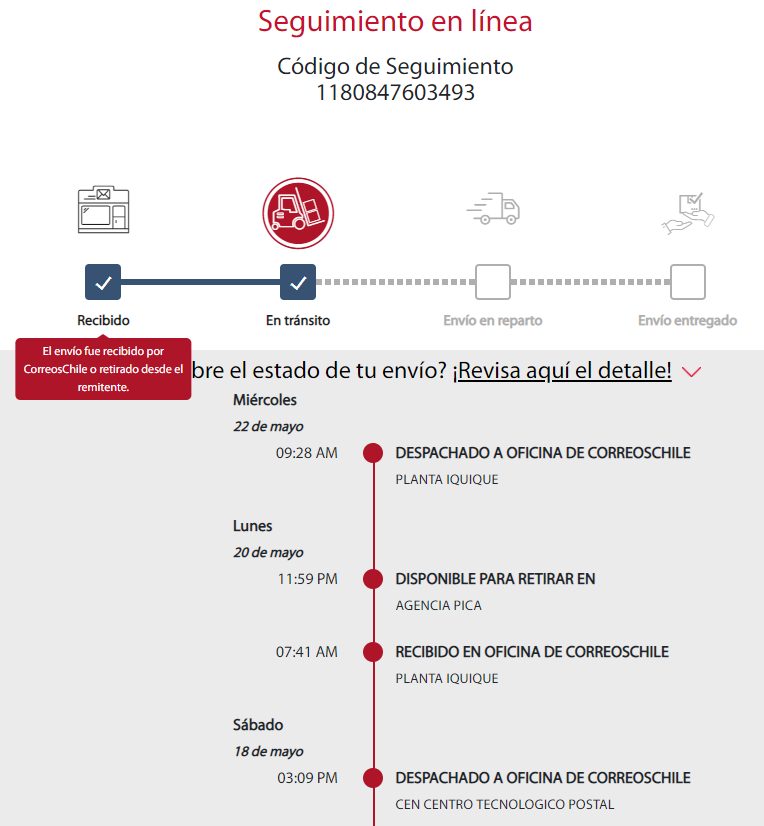 Seguimiento en línea
Código de Seguimiento
1180847603493
Recibido
En tránsito
Envío en reparto
Envío entregado
El envío fue recibido por
CorreosChile o retirado desde el
remitente.
el estado de tu envío? ¡Revisa aquí el detalle!
Miércoles
22 de mayo
09:28 AM
DESPACHADO A OFICINA DE CORREOSCHILE
PLANTA IQUIQUE
Lunes
20 de mayo
11:59 PM
DISPONIBLE PARA RETIRAR EN
AGENCIA PICA
07:41 AM
RECIBIDO EN OFICINA DE CORREOSCHILE
PLANTA IQUIQUE
Sábado
18 de mayo
03:09 PM
DESPACHADO A OFICINA DE CORREOSCHILE
CEN CENTRO TECNOLOGICO POSTAL